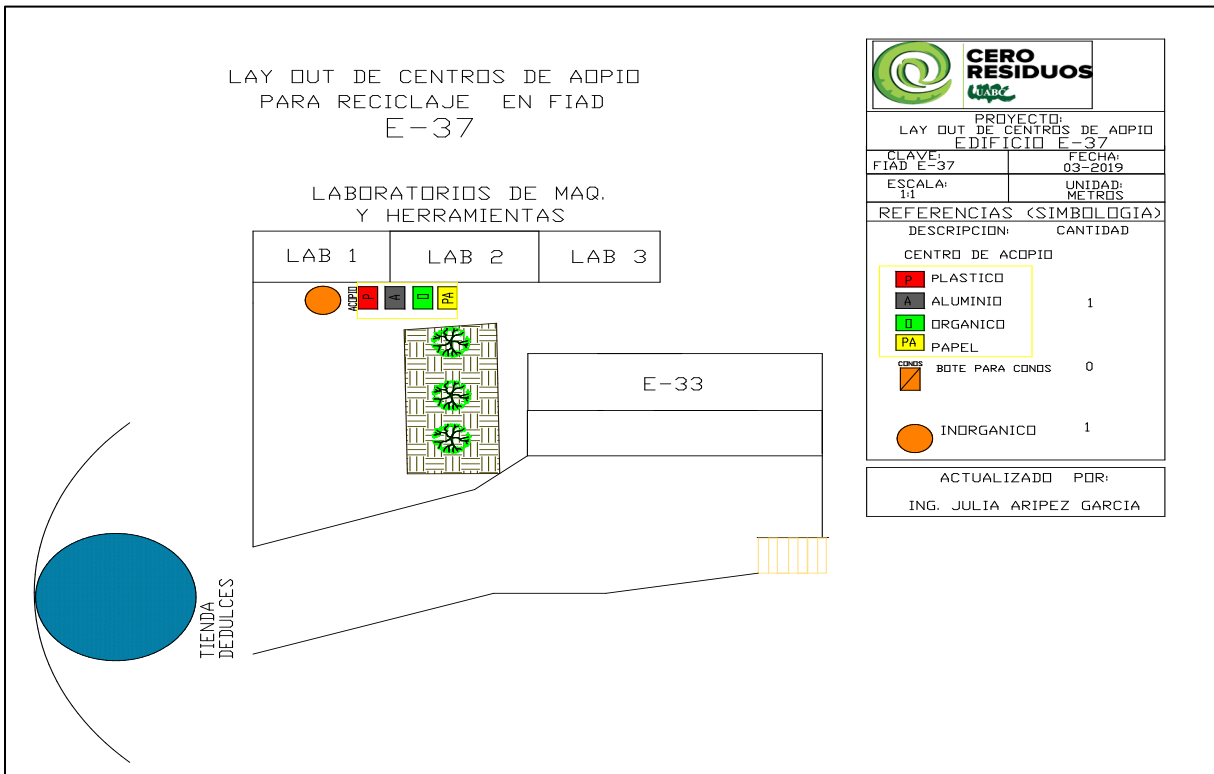 LAY OUT DE CENTROS DE AOPIO
PARA RECICLAJE EN FIAD
E-37
LABORATORIOS DE MAQ.
Y HERRAMIENTAS
LAB 1
LAB 2
LAB 3
ACOPIO
P
A
O
PA
E-33
TIENDA
DEDULCES
CERO
RESIDUOS
UABC
PROYECTO:
LAY OUT DE CENTROS DE AOPIO
EDIFICIO E-37
CLAVE:
FIAD E-37
FECHA:
03-2019
ESCALA:
1:1
UNIDAD:
METROS
REFERENCIAS (SIMBOLOGIA)
DESCRIPCION: CANTIDAD
CENTRO DE ACOPIO
P PLASTICO
A ALUMINIO 1
O ORGANICO
PA PAPEL
CONOS
BOTE PARA CONOS 0
INORGANICO 1
ACTUALIZADO POR:
ING. JULIA ARIPEZ GARCIA